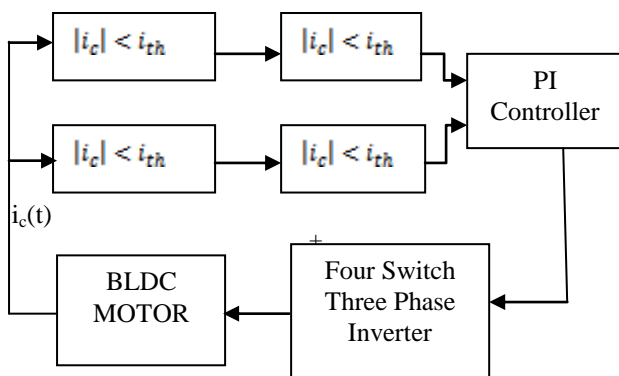 |i_c| < i_th
|i_c| < i_th
PI
Controller
|i_c| < i_th
|i_c| < i_th
i_c(t)
BLDC
MOTOR
+
Four Switch
Three Phase
Inverter